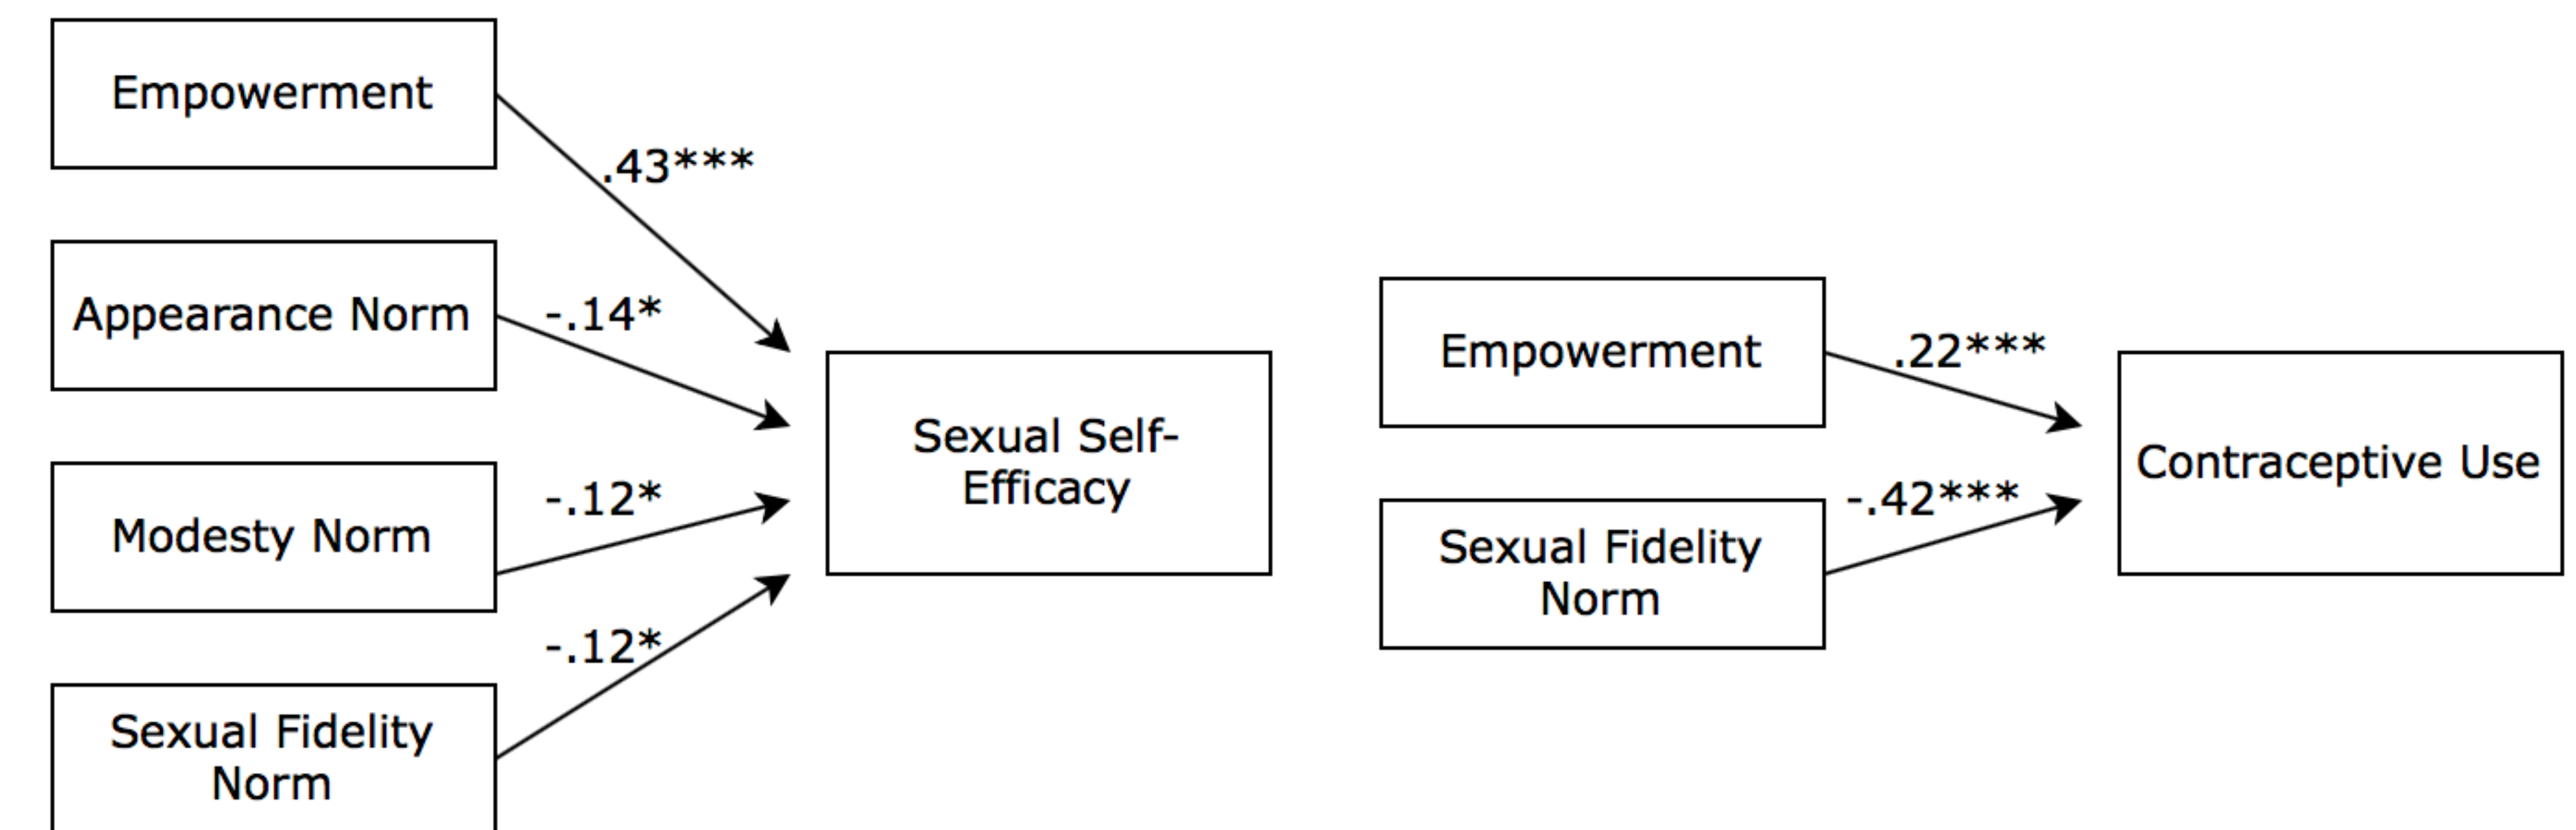 Empowerment
.43***
Appearance Norm
-.14*
Modesty Norm
-.12*
Sexual Fidelity
Norm
-.12*
Sexual Self-
Efficacy
Empowerment
.22***
Sexual Fidelity
Norm
-.42***
Contraceptive Use